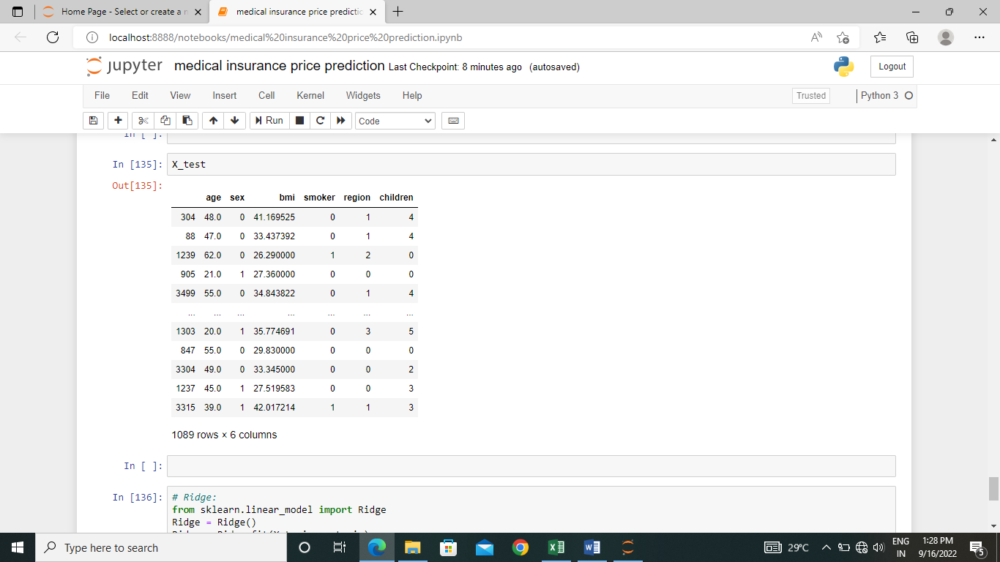 Home Page - Select or create a n
medical insurance price predictic
localhost:8888/notebooks/medical%20insurance%20price%20prediction.ipynb
jupyter medical insurance price prediction Last Checkpoint: 8 minutes ago (autosaved)
Logout
File Edit View Insert Cell Kernel Widgets Help
Trusted Python 3
Run Code
In [ ]:
In [135]: X_test
Out[135]:
age sex bmi smoker region children
304 48.0 0 41.169525 0 1 4
88 47.0 0 33.437392 0 1 4
1239 62.0 0 26.290000 1 2 0
905 21.0 1 27.360000 0 0 0
3499 55.0 0 34.843822 0 1 4
... ... ... ... ... ... ...
1303 20.0 1 35.774691 0 3 5
847 55.0 0 29.830000 0 0 0
3304 49.0 0 33.345000 0 0 2
1237 45.0 1 27.519583 0 0 3
3315 39.0 1 42.017214 1 1 3
1089 rows × 6 columns
In [ ]:
In [136]: # Ridge:
from sklearn.linear_model import Ridge
Ridge = Ridge()
Type here to search
29°C
ENG
IN
1:28 PM
9/16/2022
5